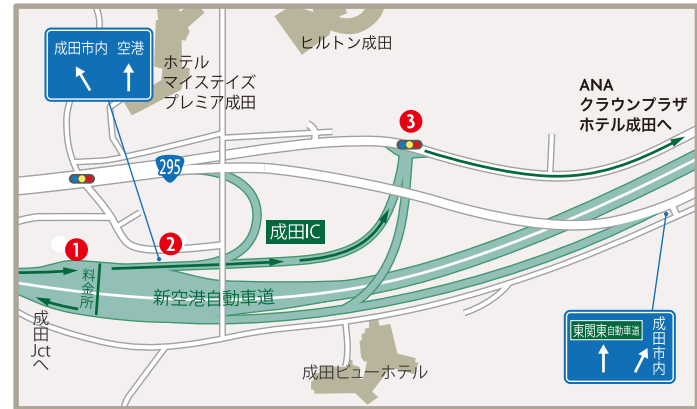 成田市内 空港
ホテル
マイステイズ
プレミア成田
ヒルトン成田
ANA
クラウンプラザ
ホテル成田へ
3
295
1
2
成田IC
料金所
新空港自動車道
成田Jctへ
成田ビューホテル
東関東自動車道
成田市内